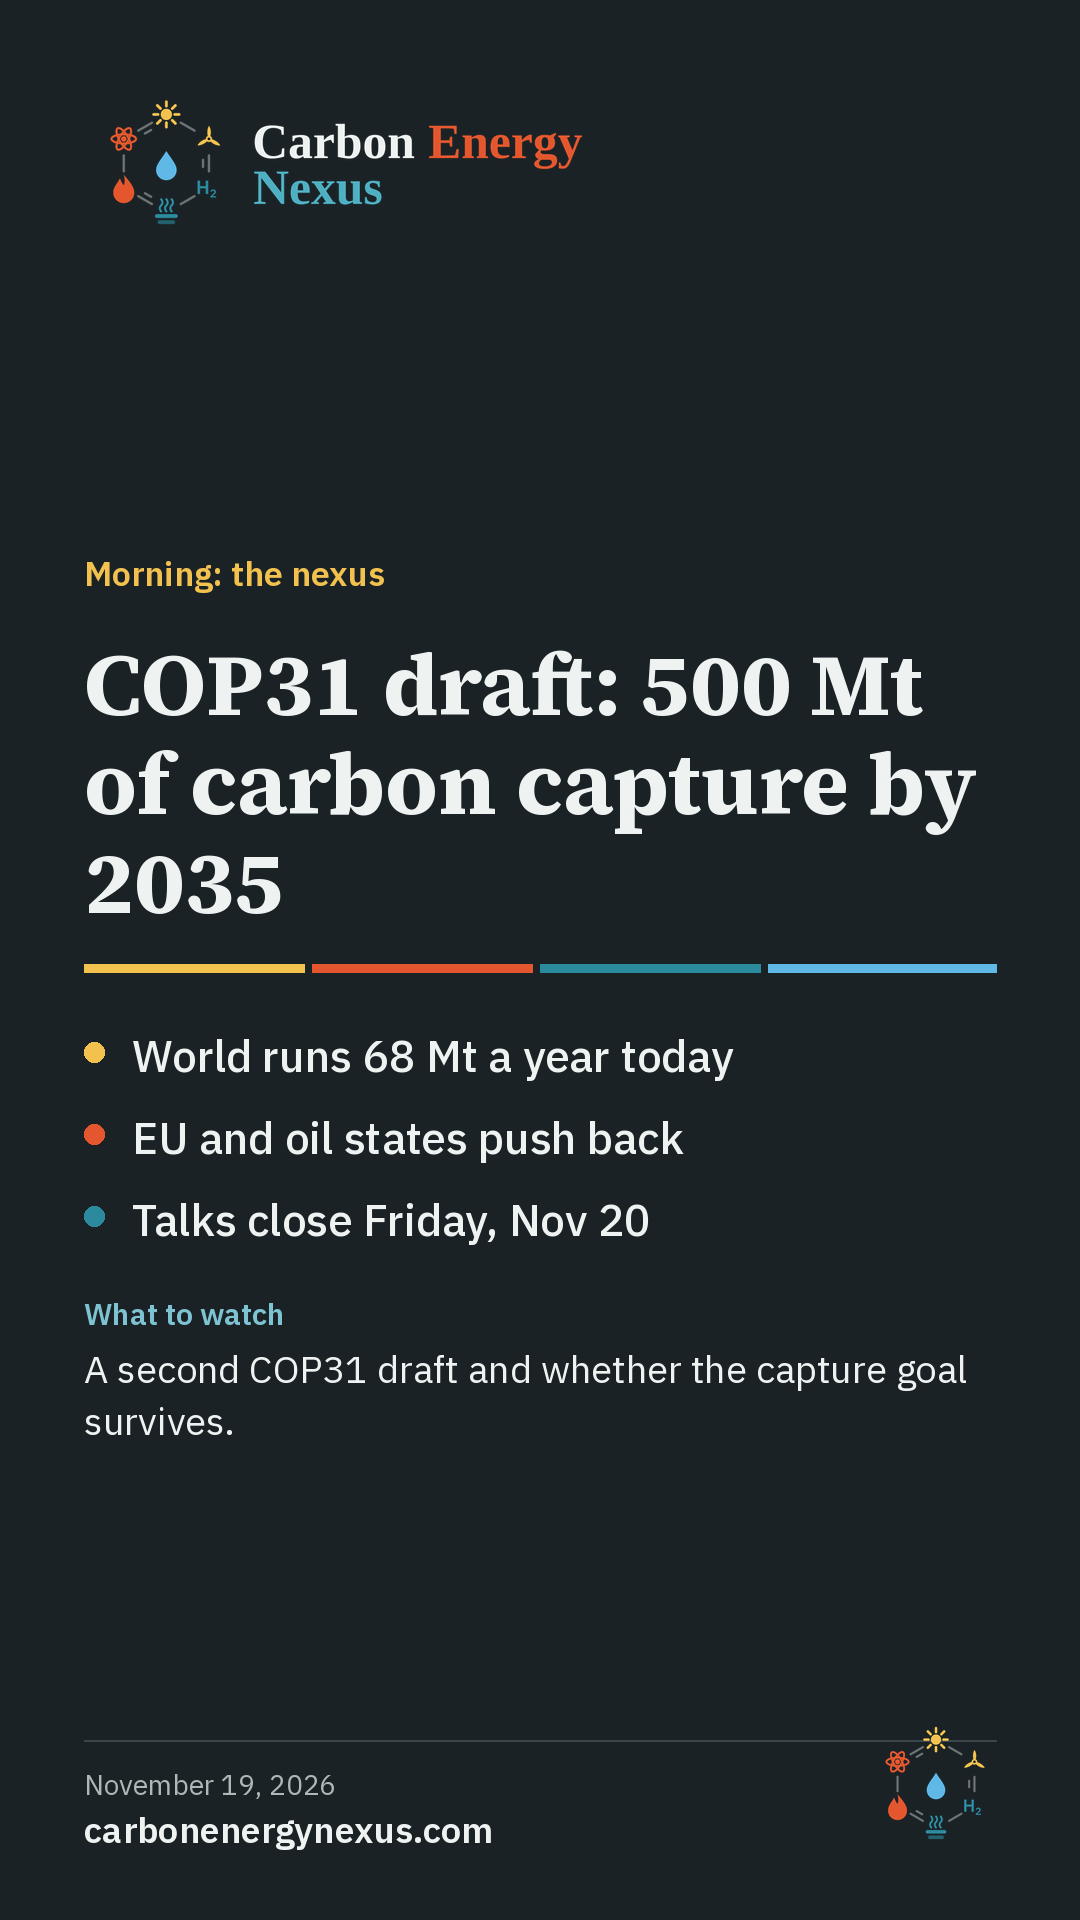 Carbon Energy
Nexus
H₂
Morning: the nexus
COP31 draft: 500 Mt
of carbon capture by
2035
World runs 68 Mt a year today
EU and oil states push back
Talks close Friday, Nov 20
What to watch
A second COP31 draft and whether the capture goal
survives.
November 19, 2026
carbonenergynexus.com
H₂